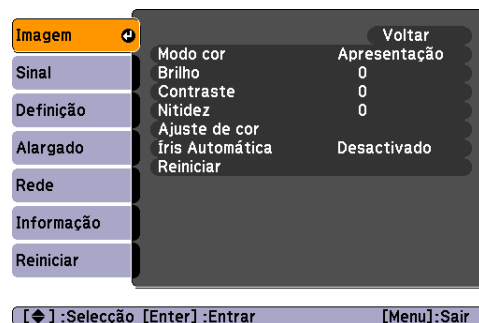 Imagem
Sinal
Definição
Alargado
Rede
Informação
Reiniciar
Voltar
Modo cor Apresentação
Brilho 0
Contraste 0
Nitidez 0
Ajuste de cor
Íris Automática Desactivado
Reiniciar
[◆] :Selecção [Enter] :Entrar [Menu]:Sair